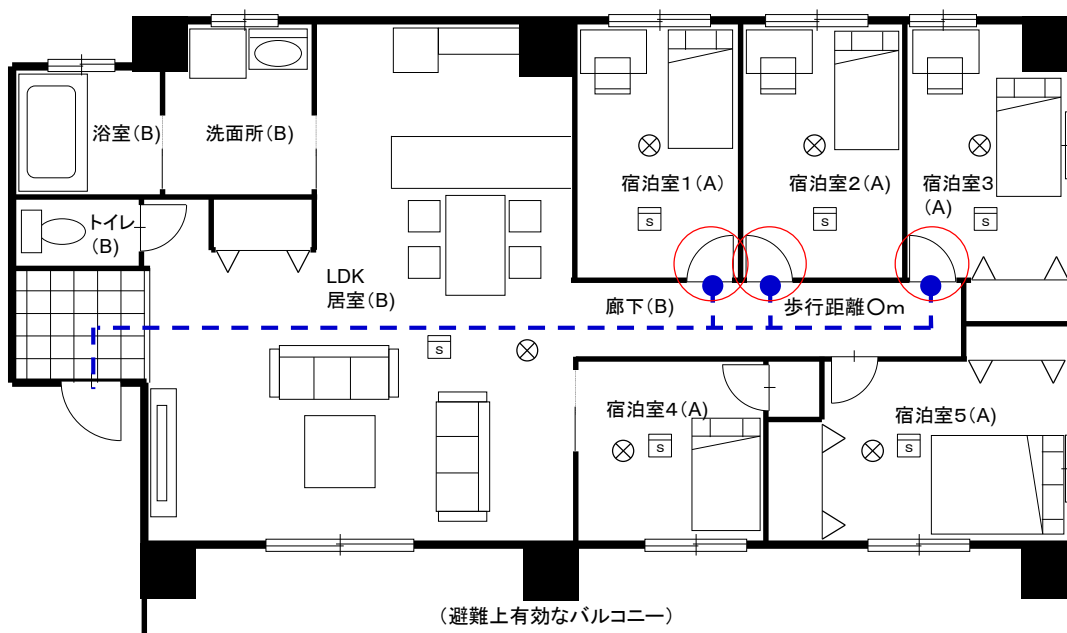 浴室(B)
洗面所(B)
宿泊室1(A)
宿泊室2(A)
宿泊室3
(A)
トイレ
(B)
S
S
S
LDK
居室(B)
廊下(B)
歩行距離〇m
S
宿泊室4(A)
宿泊室5(A)
S
S
(避難上有効なバルコニー)